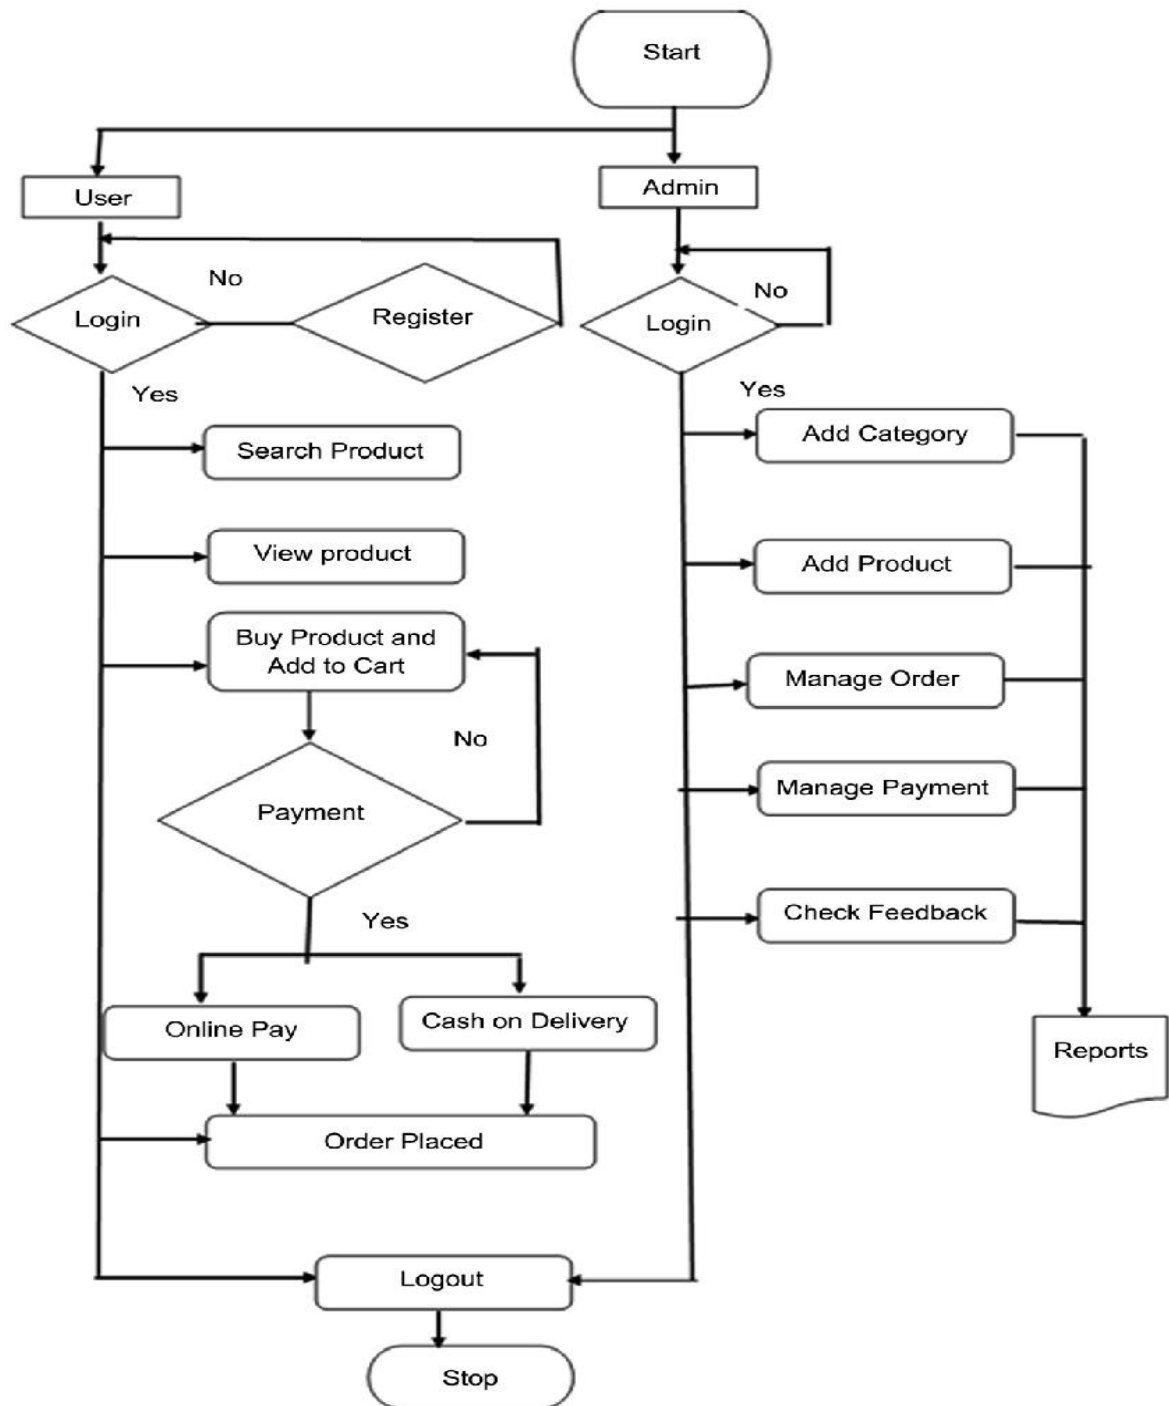 Start
User
Admin
No
Login
Register
No
Login
Yes
Yes
Search Product
Add Category
View product
Add Product
Buy Product and
Add to Cart
Manage Order
No
Payment
Manage Payment
Yes
Check Feedback
Online Pay
Cash on Delivery
Reports
Order Placed
Logout
Stop